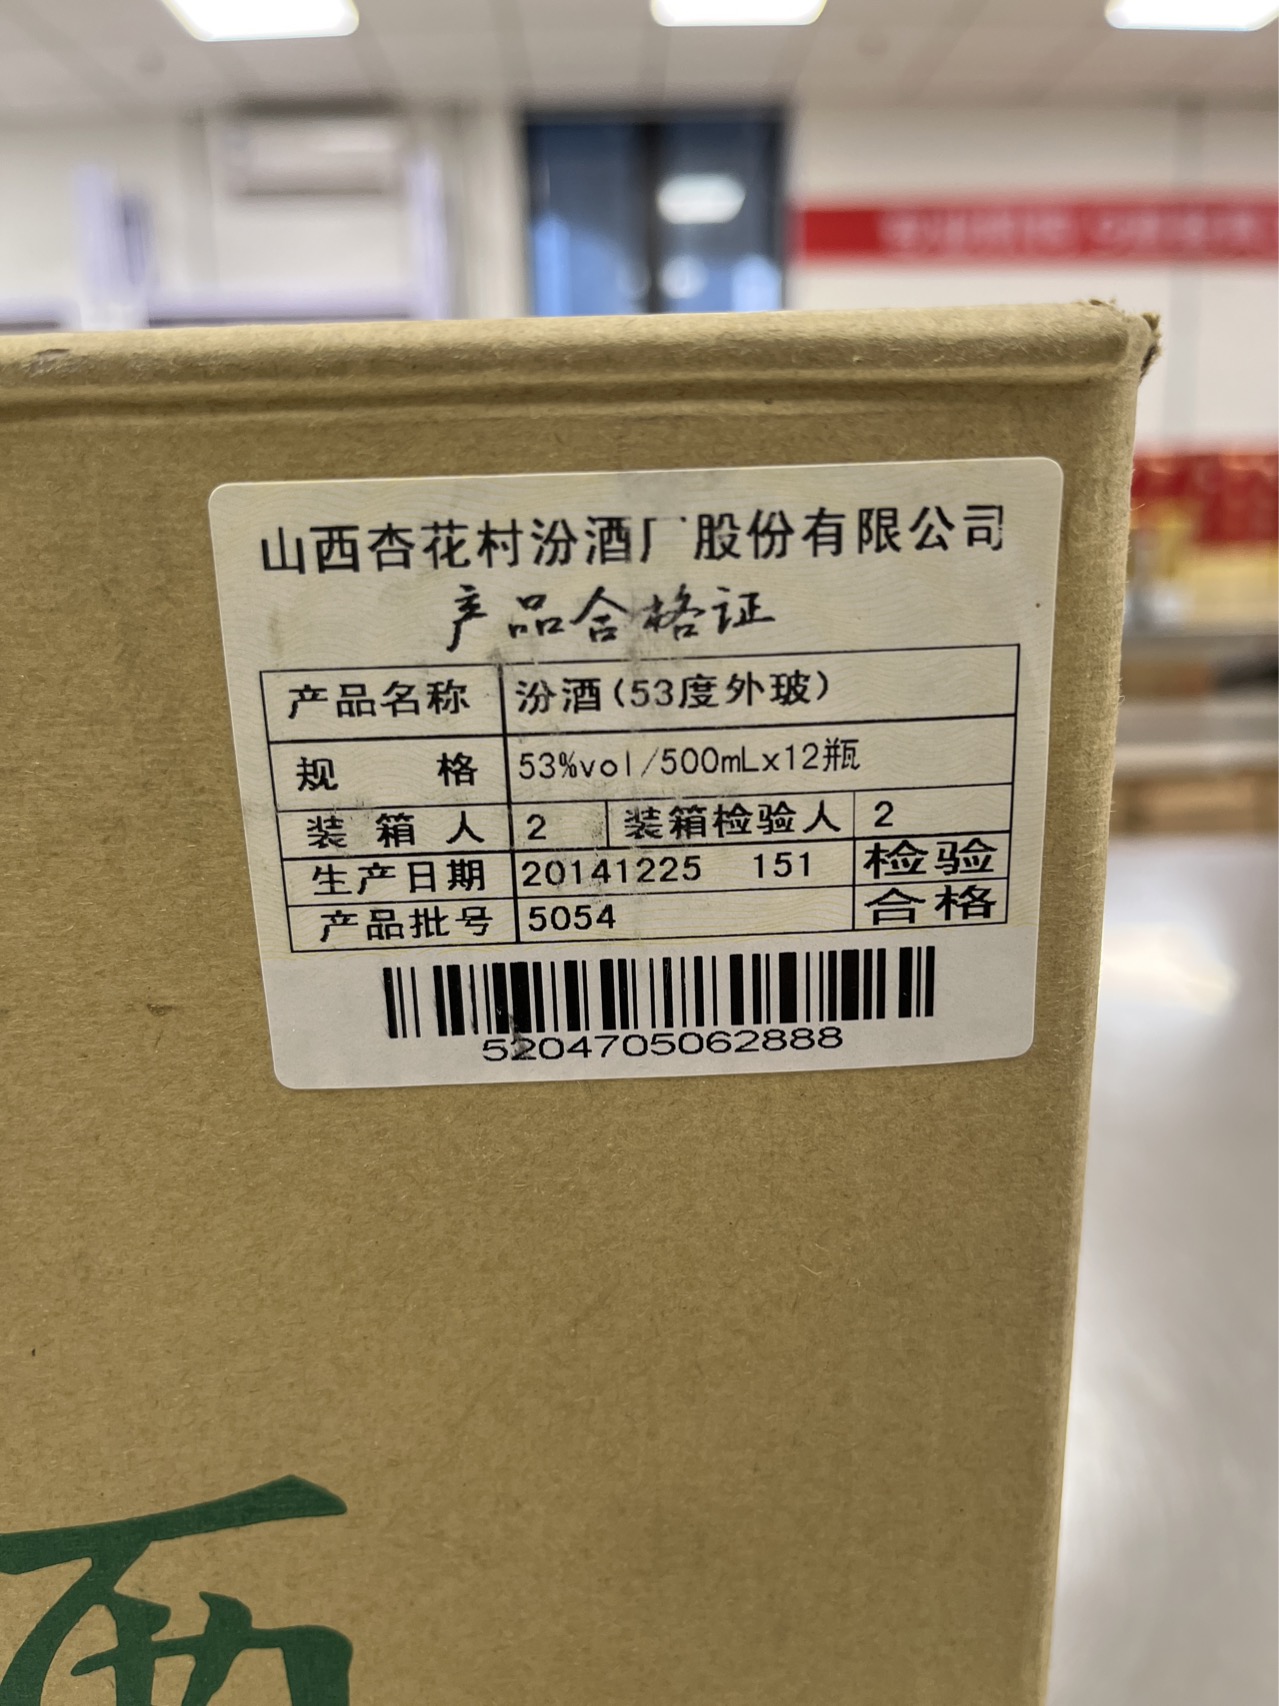 山西杏花村汾酒厂股份有限公司
产品合格证
产品名称 汾酒(53度外玻)
规 格 53%vol/500mLx12瓶
装 箱 人 2 装箱检验人 2
生产日期 20141225 151 检验
产品批号 5054 合格
5204705062888